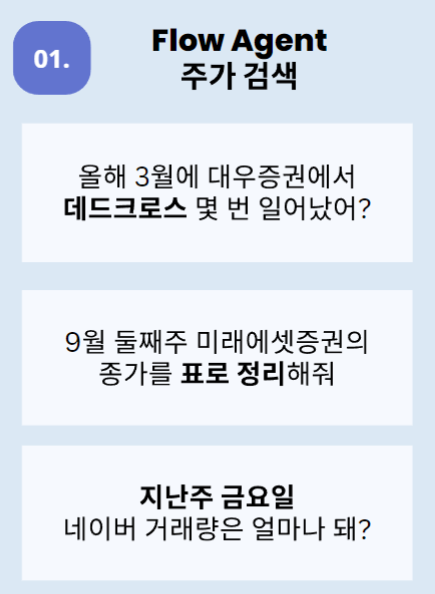 01.
Flow Agent
주가 검색
올해 3월에 대우증권에서
데드크로스 몇 번 일어났어?
9월 둘째주 미래에셋증권의
종가를 표로 정리해줘
지난주 금요일
네이버 거래량은 얼마나 돼?